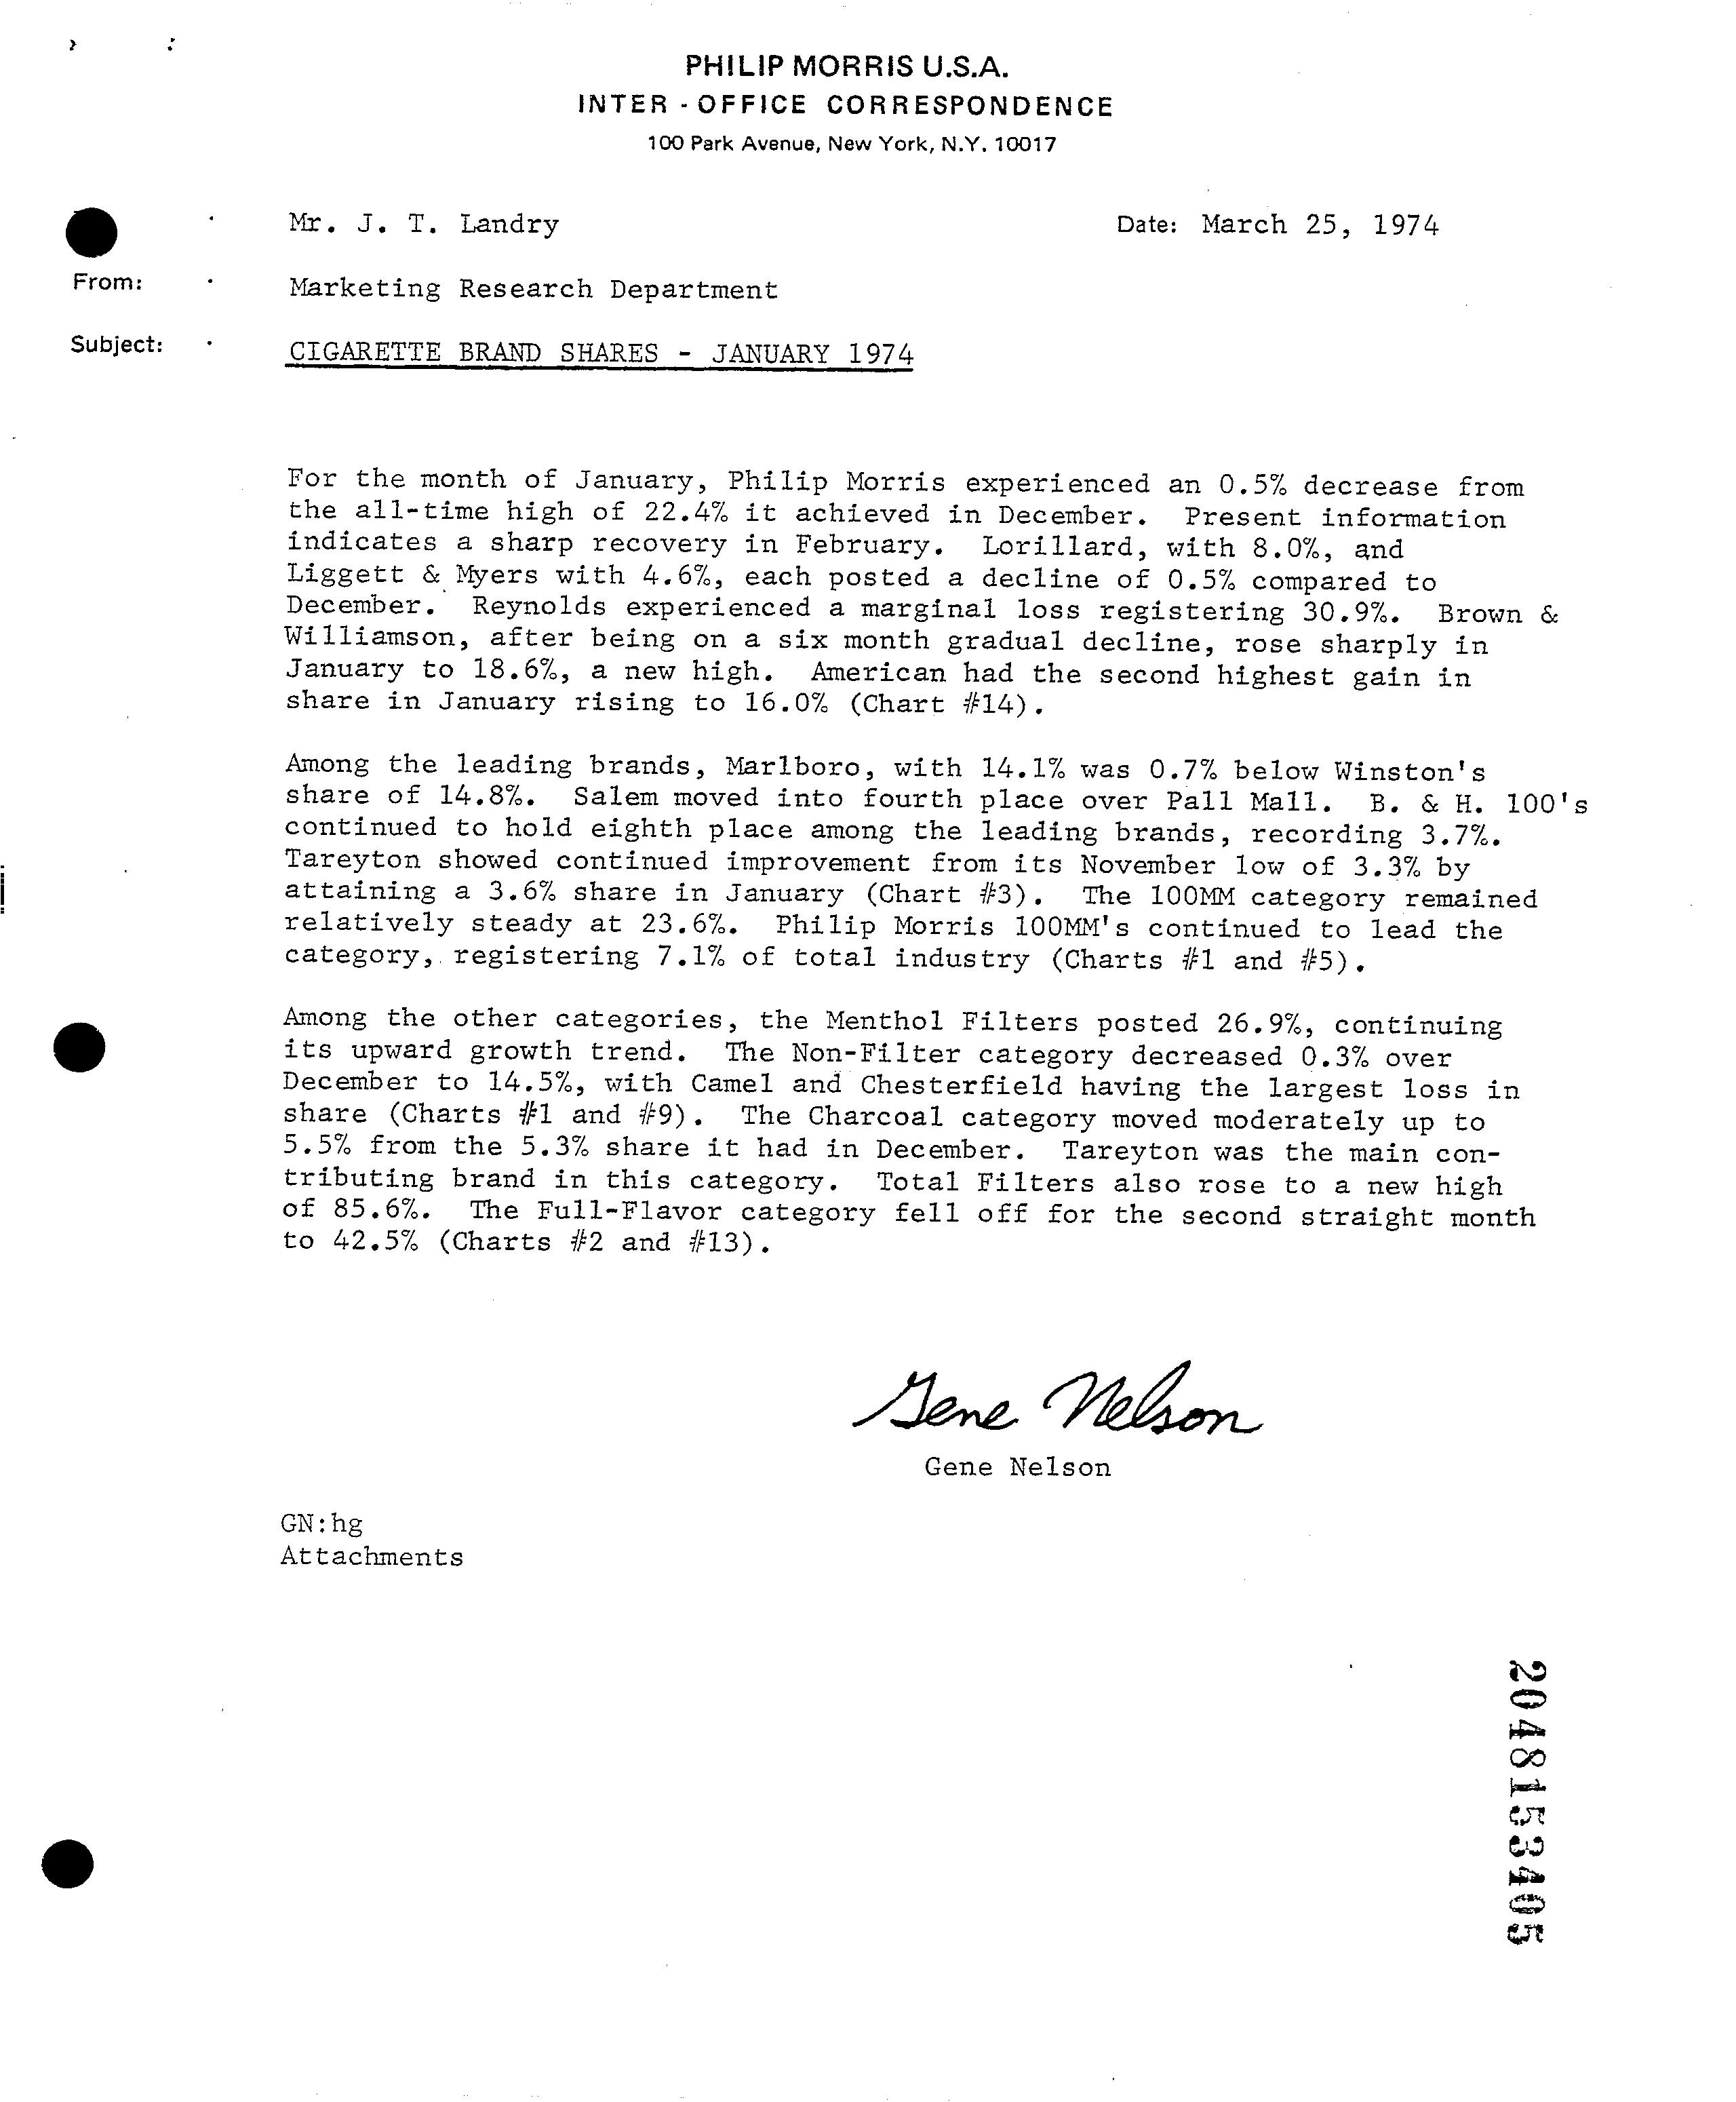 PHILIP MORRIS U.S.A.
INTER - OFFICE CORRESPONDENCE
100 Park Avenue, New York, N.Y. 10017
Mr. J. T. Landry Date: March 25, 1974
From: Marketing Research Department
Subject: CIGARETTE BRAND SHARES - JANUARY 1974
For the month of January, Philip Morris experienced an 0.5% decrease from
the all-time high of 22.4% it achieved in December. Present information
indicates a sharp recovery in February. Lorillard, with 8.0%, and
Liggett & Myers with 4.6%, each posted a decline of 0.5% compared to
December. Reynolds experienced a marginal loss registering 30.9%. Brown &
Williamson, after being on a six month gradual decline, rose sharply in
January to 18.6%, a new high. American had the second highest gain in
share in January rising to 16.0% (Chart #14).
Among the leading brands, Marlboro, with 14.1% was 0.7% below Winston's
share of 14.8%. Salem moved into fourth place over Pall Mall. B. & H. 100's
continued to hold eighth place among the leading brands, recording 3.7%.
Tareyton showed continued improvement from its November low of 3.3% by
attaining a 3.6% share in January (Chart #3). The 100MM category remained
relatively steady at 23.6%. Philip Morris 100MM's continued to lead the
category, registering 7.1% of total industry (Charts #1 and #5).
Among the other categories, the Menthol Filters posted 26.9%, continuing
its upward growth trend. The Non-Filter category decreased 0.3% over
December to 14.5%, with Camel and Chesterfield having the largest loss in
share (Charts #1 and #9). The Charcoal category moved moderately up to
5.5% from the 5.3% share it had in December. Tareyton was the main con-
tributing brand in this category. Total Filters also rose to a new high
of 85.6%. The Full-Flavor category fell off for the second straight month
to 42.5% (Charts #2 and #13).
Gene Nelson
Gene Nelson
GN:hg
Attachments
2048153405